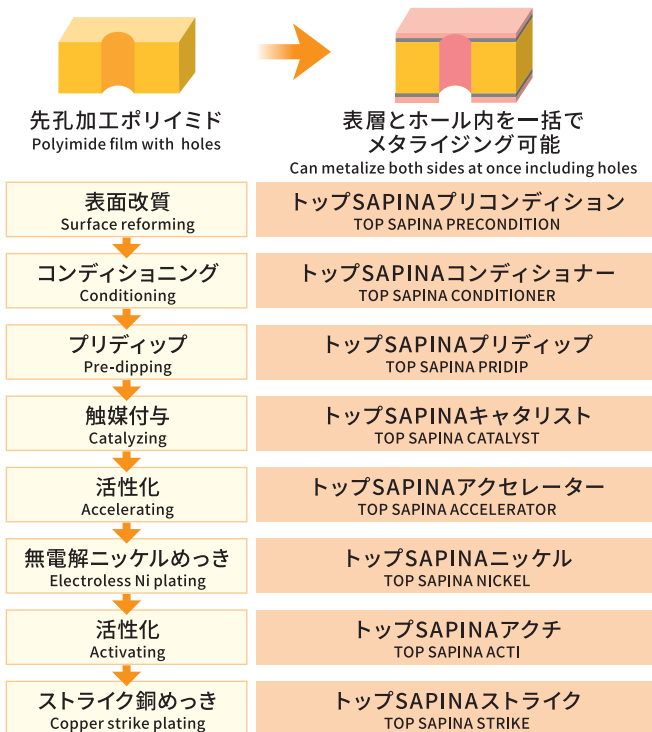 先孔加工ポリイミド
Polyimide film with holes
表層とホール内を一括で
メタライジング可能
Can metalize both sides at once including holes
表面改質
Surface reforming
トップSAPINAプリコンディション
TOP SAPINA PRECONDITION
コンディショニング
Conditioning
トップSAPINAコンディショナー
TOP SAPINA CONDITIONER
プリディップ
Pre-dipping
トップSAPINAプリディップ
TOP SAPINA PRIDIP
触媒付与
Catalyzing
トップSAPINAキャタリスト
TOP SAPINA CATALYST
活性化
Accelerating
トップSAPINAアクセレーター
TOP SAPINA ACCELERATOR
無電解ニッケルめっき
Electroless Ni plating
トップSAPINAニッケル
TOP SAPINA NICKEL
活性化
Activating
トップSAPINAアクチ
TOP SAPINA ACTI
ストライク銅めっき
Copper strike plating
トップSAPINAストライク
TOP SAPINA STRIKE